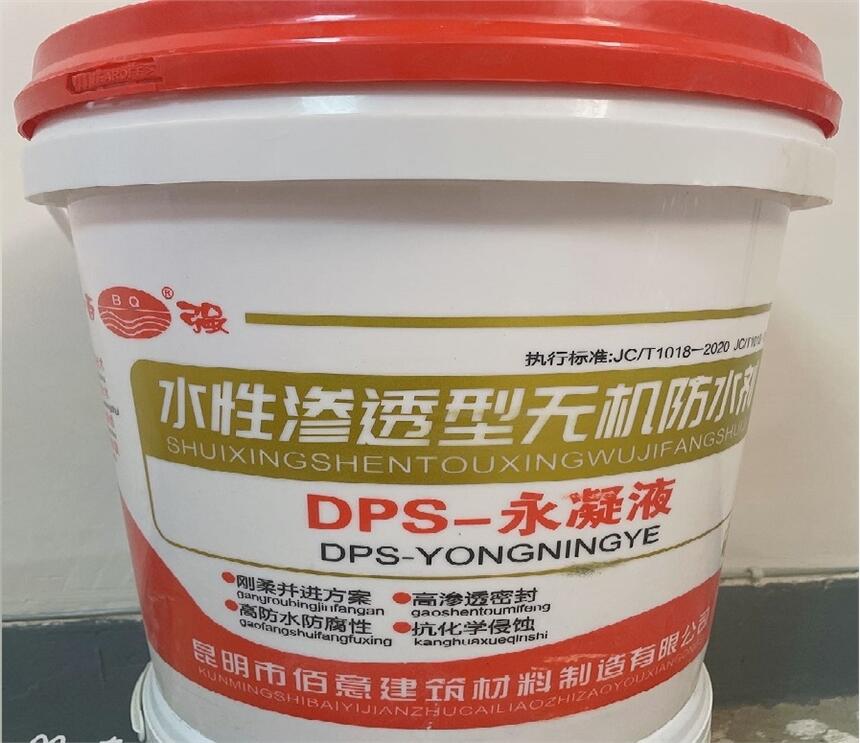 BQ ® 强
执行标准:JC/T1018-2020
水性渗透型无机防水剂
SHUIXINGSHENTOUXINGWUJIFANGSHUI
DPS-永凝液
DPS-YONGNINGYE
刚柔并进方案 高渗透密封
gangroubingjinfangan gaoshentoumifeng
高防水防腐性 抗化学侵蚀
gaofangshuifangfuxing kanghuaxueqinshi
昆明市佰意建筑材料制造有限公司
KUNMINGSHIBAIYIJIANZHUCAILIAOZHIZAOYOUXIAN